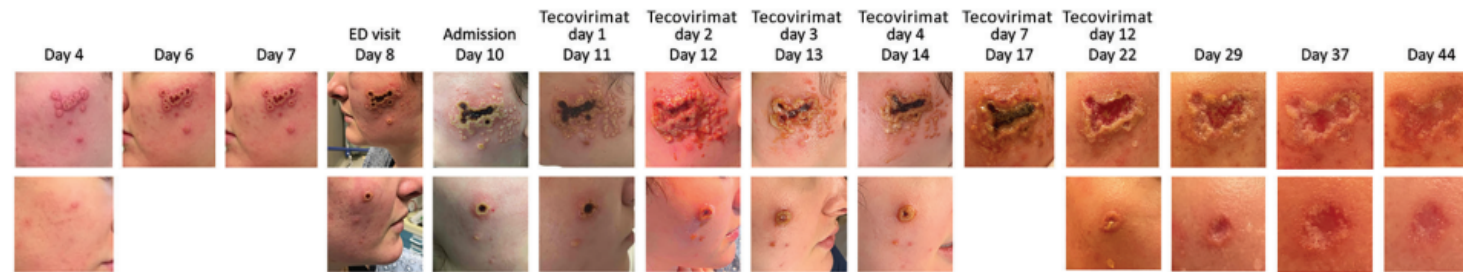 Day 4
Day 6
Day 7
ED visit
Day 8
Admission
Day 10
Tecovirimat
day 1
Day 11
Tecovirimat
day 2
Day 12
Tecovirimat
day 3
Day 13
Tecovirimat
day 4
Day 14
Tecovirimat
day 7
Day 17
Tecovirimat
day 12
Day 22
Day 29
Day 37
Day 44